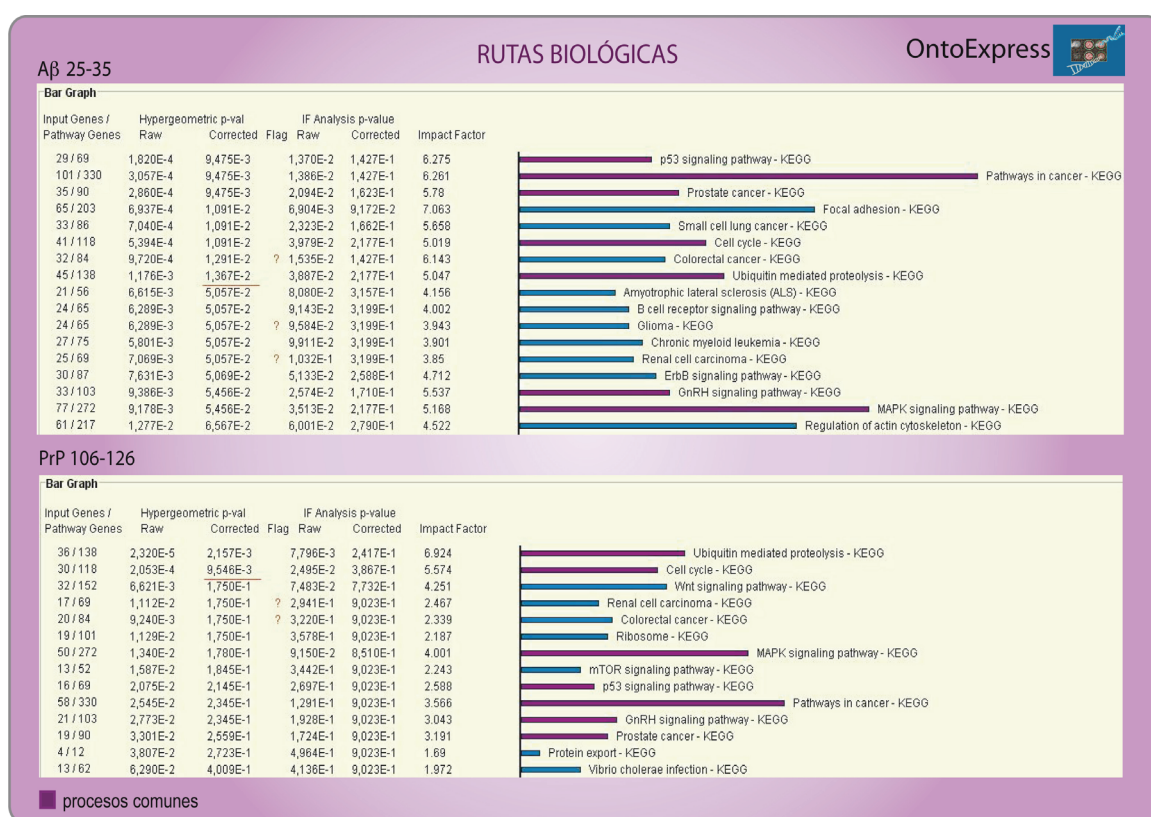 RUTAS BIOLÓGICAS
OntoExpress
Aβ 25-35
Bar Graph
Input Genes / Hypergeometric p-val IF Analysis p-value
Pathway Genes Raw Corrected Flag Raw Corrected Impact Factor
29 / 69 1,820E-4 9,475E-3 1,370E-2 1,427E-1 6.275 p53 signaling pathway - KEGG
101 / 330 3,057E-4 9,475E-3 1,386E-2 1,427E-1 6.261 Pathways in cancer - KEGG
35 / 90 2,860E-4 9,475E-3 2,094E-2 1,623E-1 5.78 Prostate cancer - KEGG
65 / 203 6,937E-4 1,091E-2 6,904E-3 9,172E-2 7.063 Focal adhesion - KEGG
33 / 86 7,040E-4 1,091E-2 2,323E-2 1,662E-1 5.658 Small cell lung cancer - KEGG
41 / 118 5,394E-4 1,091E-2 3,979E-2 2,177E-1 5.019 Cell cycle - KEGG
32 / 84 9,720E-4 1,291E-2 ? 1,535E-2 1,427E-1 6.143 Colorectal cancer - KEGG
45 / 138 1,176E-3 1,367E-2 3,887E-2 2,177E-1 5.047 Ubiquitin mediated proteolysis - KEGG
21 / 56 6,615E-3 5,057E-2 8,080E-2 3,157E-1 4.156 Amyotrophic lateral sclerosis (ALS) - KEGG
24 / 65 6,289E-3 5,057E-2 9,143E-2 3,199E-1 4.002 B cell receptor signaling pathway - KEGG
24 / 65 6,289E-3 5,057E-2 ? 9,584E-2 3,199E-1 3.943 Glioma - KEGG
27 / 75 5,801E-3 5,057E-2 9,911E-2 3,199E-1 3.901 Chronic myeloid leukemia - KEGG
25 / 69 7,069E-3 5,057E-2 ? 1,032E-1 3,199E-1 3.85 Renal cell carcinoma - KEGG
30 / 87 7,631E-3 5,069E-2 5,133E-2 2,588E-1 4.712 ErbB signaling pathway - KEGG
33 / 103 9,386E-3 5,456E-2 2,574E-2 1,710E-1 5.537 GnRH signaling pathway - KEGG
77 / 272 9,178E-3 5,456E-2 3,513E-2 2,177E-1 5.168 MAPK signaling pathway - KEGG
61 / 217 1,277E-2 6,567E-2 6,001E-2 2,790E-1 4.522 Regulation of actin cytoskeleton - KEGG
PrP 106-126
Bar Graph
Input Genes / Hypergeometric p-val IF Analysis p-value
Pathway Genes Raw Corrected Flag Raw Corrected Impact Factor
36 / 138 2,320E-5 2,157E-3 7,796E-3 2,417E-1 6.924 Ubiquitin mediated proteolysis - KEGG
30 / 118 2,053E-4 9,546E-3 2,495E-2 3,867E-1 5.574 Cell cycle - KEGG
32 / 152 6,621E-3 1,750E-1 7,483E-2 7,732E-1 4.251 Wnt signaling pathway - KEGG
17 / 69 1,112E-2 1,750E-1 ? 2,941E-1 9,023E-1 2.467 Renal cell carcinoma - KEGG
20 / 84 9,240E-3 1,750E-1 ? 3,220E-1 9,023E-1 2.339 Colorectal cancer - KEGG
19 / 101 1,129E-2 1,750E-1 3,578E-1 9,023E-1 2.187 Ribosome - KEGG
50 / 272 1,340E-2 1,780E-1 9,150E-2 8,510E-1 4.001 MAPK signaling pathway - KEGG
13 / 52 1,587E-2 1,845E-1 3,442E-1 9,023E-1 2.243 mTOR signaling pathway - KEGG
16 / 69 2,075E-2 2,145E-1 2,697E-1 9,023E-1 2.588 p53 signaling pathway - KEGG
58 / 330 2,545E-2 2,345E-1 1,291E-1 9,023E-1 3.566 Pathways in cancer - KEGG
21 / 103 2,773E-2 2,345E-1 1,928E-1 9,023E-1 3.043 GnRH signaling pathway - KEGG
19 / 90 3,301E-2 2,559E-1 1,724E-1 9,023E-1 3.191 Prostate cancer - KEGG
4 / 12 3,807E-2 2,723E-1 4,964E-1 9,023E-1 1.69 Protein export - KEGG
13 / 62 6,290E-2 4,009E-1 4,136E-1 9,023E-1 1.972 Vibrio cholerae infection - KEGG
procesos comunes